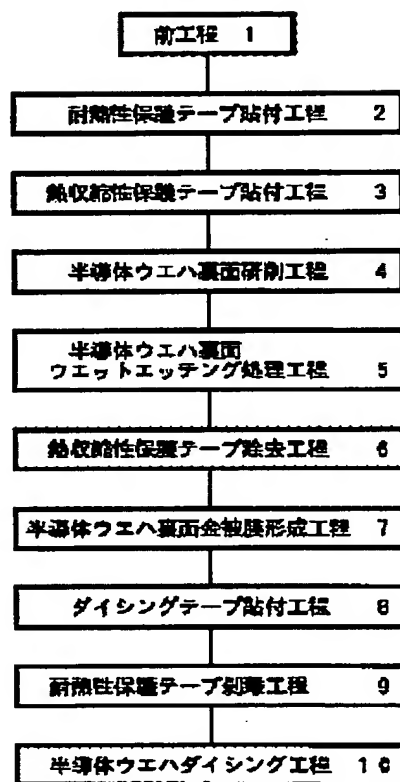 前工程 1
耐熱性保護テープ貼付工程 2
熱収縮性保護テープ貼付工程 3
半導体ウエハ裏面研削工程 4
半導体ウエハ裏面
ウエットエッチング処理工程 5
熱収縮性保護テープ除去工程 6
半導体ウエハ裏面金被膜形成工程 7
ダイシングテープ貼付工程 8
耐熱性保護テープ剝離工程 9
半導体ウエハダイシング工程 10